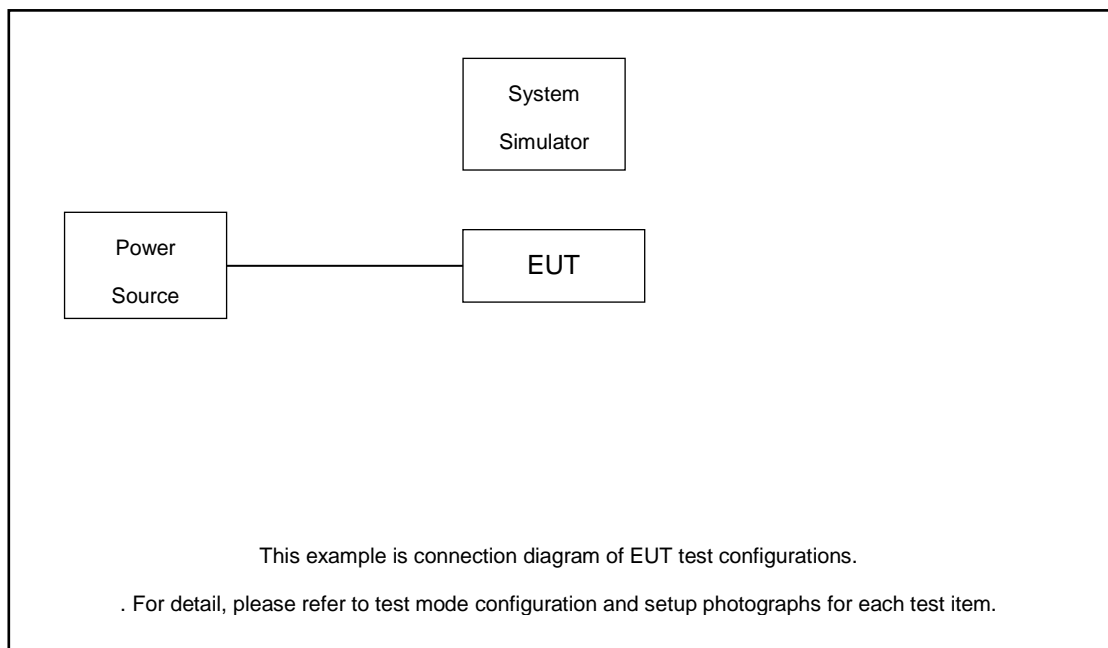 System
Simulator
Power
Source
EUT
This example is connection diagram of EUT test configurations.
. For detail, please refer to test mode configuration and setup photographs for each test item.